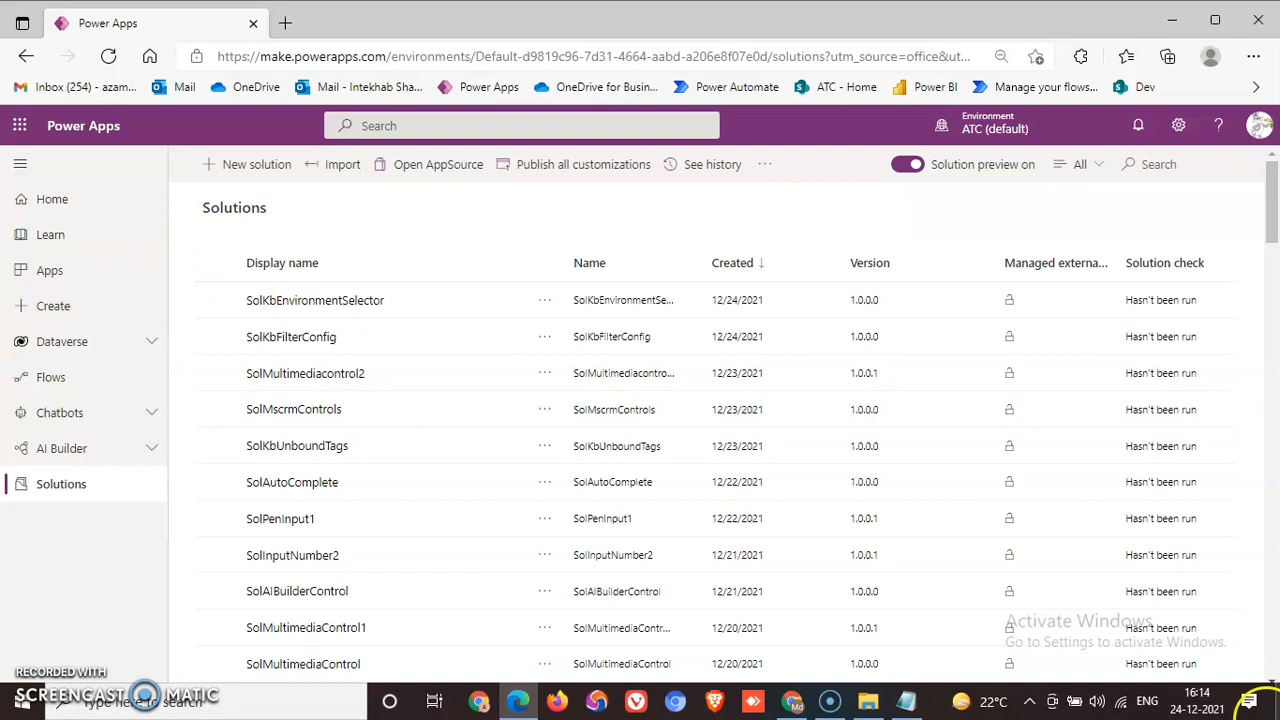 Power Apps
https://make.powerapps.com/environments/Default-d9819c96-7d31-4664-aabd-a206e8f07e0d/solutions?utm_source=office&ut...
Inbox (254) - azam... Mail OneDrive Mail - Intekhab Sha... Power Apps OneDrive for Busin... Power Automate ATC - Home Power BI Manage your flows... Dev
Power Apps Search Environment
ATC (default)
New solution Import Open AppSource Publish all customizations See history ... Solution preview on All Search
Home
Learn
Apps
Create
Dataverse
Flows
Chatbots
AI Builder
Solutions
Solutions
Display name Name Created ↓ Version Managed externa... Solution check
SolKbEnvironmentSelector ... SolKbEnvironmentSe... 12/24/2021 1.0.0.0 Hasn't been run
SolKbFilterConfig ... SolKbFilterConfig 12/24/2021 1.0.0.0 Hasn't been run
SolMultimediacontrol2 ... SolMultimediacontro... 12/23/2021 1.0.0.1 Hasn't been run
SolMscrmControls ... SolMscrmControls 12/23/2021 1.0.0.0 Hasn't been run
SolKbUnboundTags ... SolKbUnboundTags 12/23/2021 1.0.0.0 Hasn't been run
SolAutoComplete ... SolAutoComplete 12/22/2021 1.0.0.0 Hasn't been run
SolPenInput1 ... SolPenInput1 12/22/2021 1.0.0.1 Hasn't been run
SolInputNumber2 ... SolInputNumber2 12/21/2021 1.0.0.1 Hasn't been run
SolAIBuilderControl ... SolAIBuilderControl 12/21/2021 1.0.0.0 Hasn't been run
SolMultimediaControl1 ... SolMultimediaContr... 12/20/2021 1.0.0.1 Hasn't been run
SolMultimediaControl ... SolMultimediaControl 12/20/2021 1.0.0.0 Hasn't been run
Activate Windows
Go to Settings to activate Windows.
RECORDED WITH
SCREENCAST MATIC
Type here to search
22°C ENG 16:14
24-12-2021